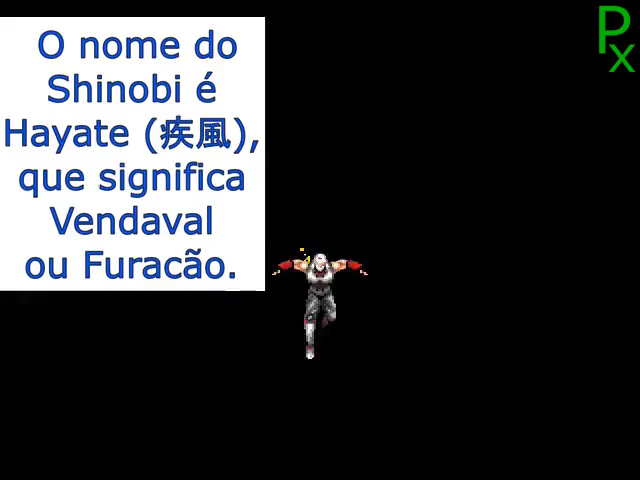 O nome do
Shinobi é
Hayate (疾風),
que significa
Vendaval
ou Furacão.
Px